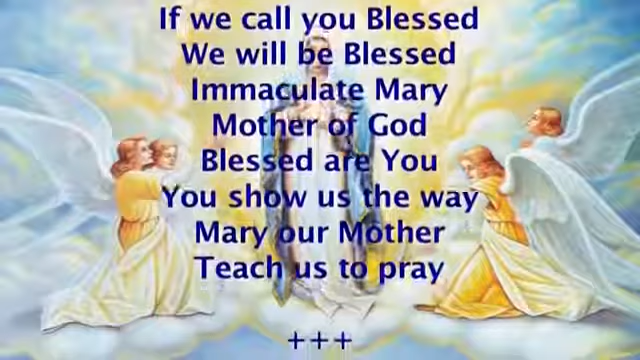 If we call you Blessed
We will be Blessed
Immaculate Mary
Mother of God
Blessed are You
You show us the way
Mary our Mother
Teach us to pray
+++